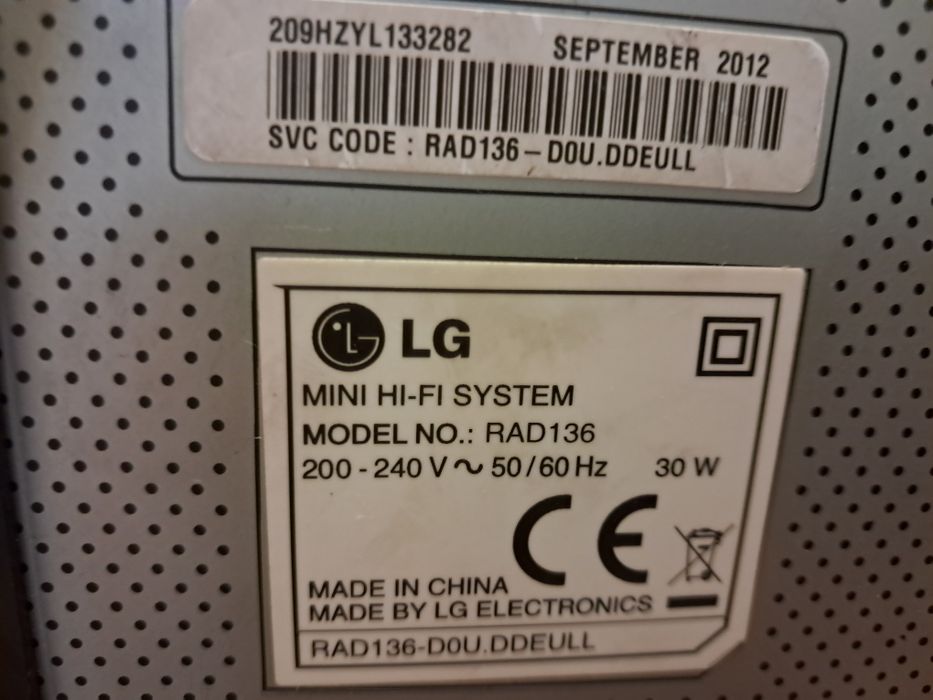 209HZYL133282 SEPTEMBER 2012
SVC CODE : RAD136 – D0U.DDEULL
LG
MINI HI-FI SYSTEM
MODEL NO.: RAD136
200 - 240 V ~ 50/60 Hz 30 W
CE
MADE IN CHINA
MADE BY LG ELECTRONICS
RAD136-D0U.DDEULL